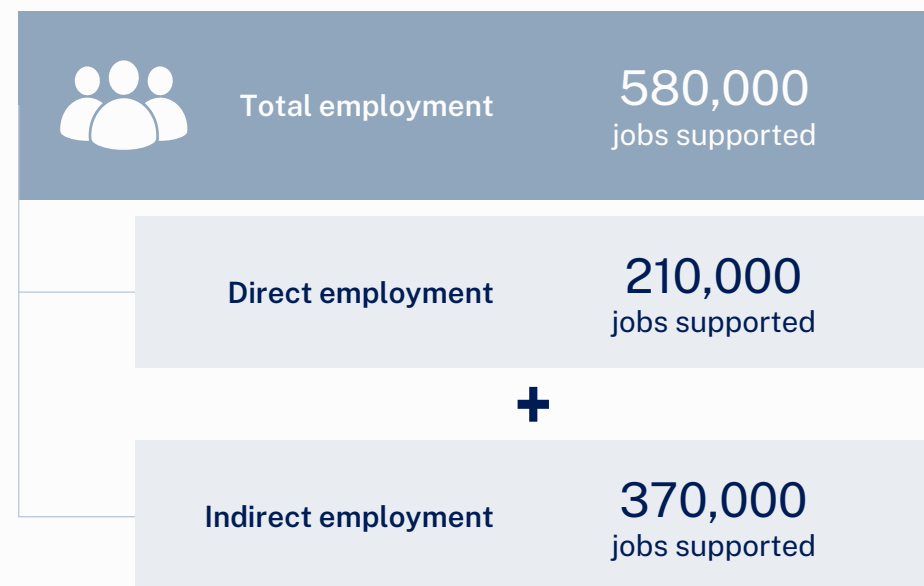 Total employment
580,000
jobs supported
Direct employment
210,000
jobs supported
+
Indirect employment
370,000
jobs supported